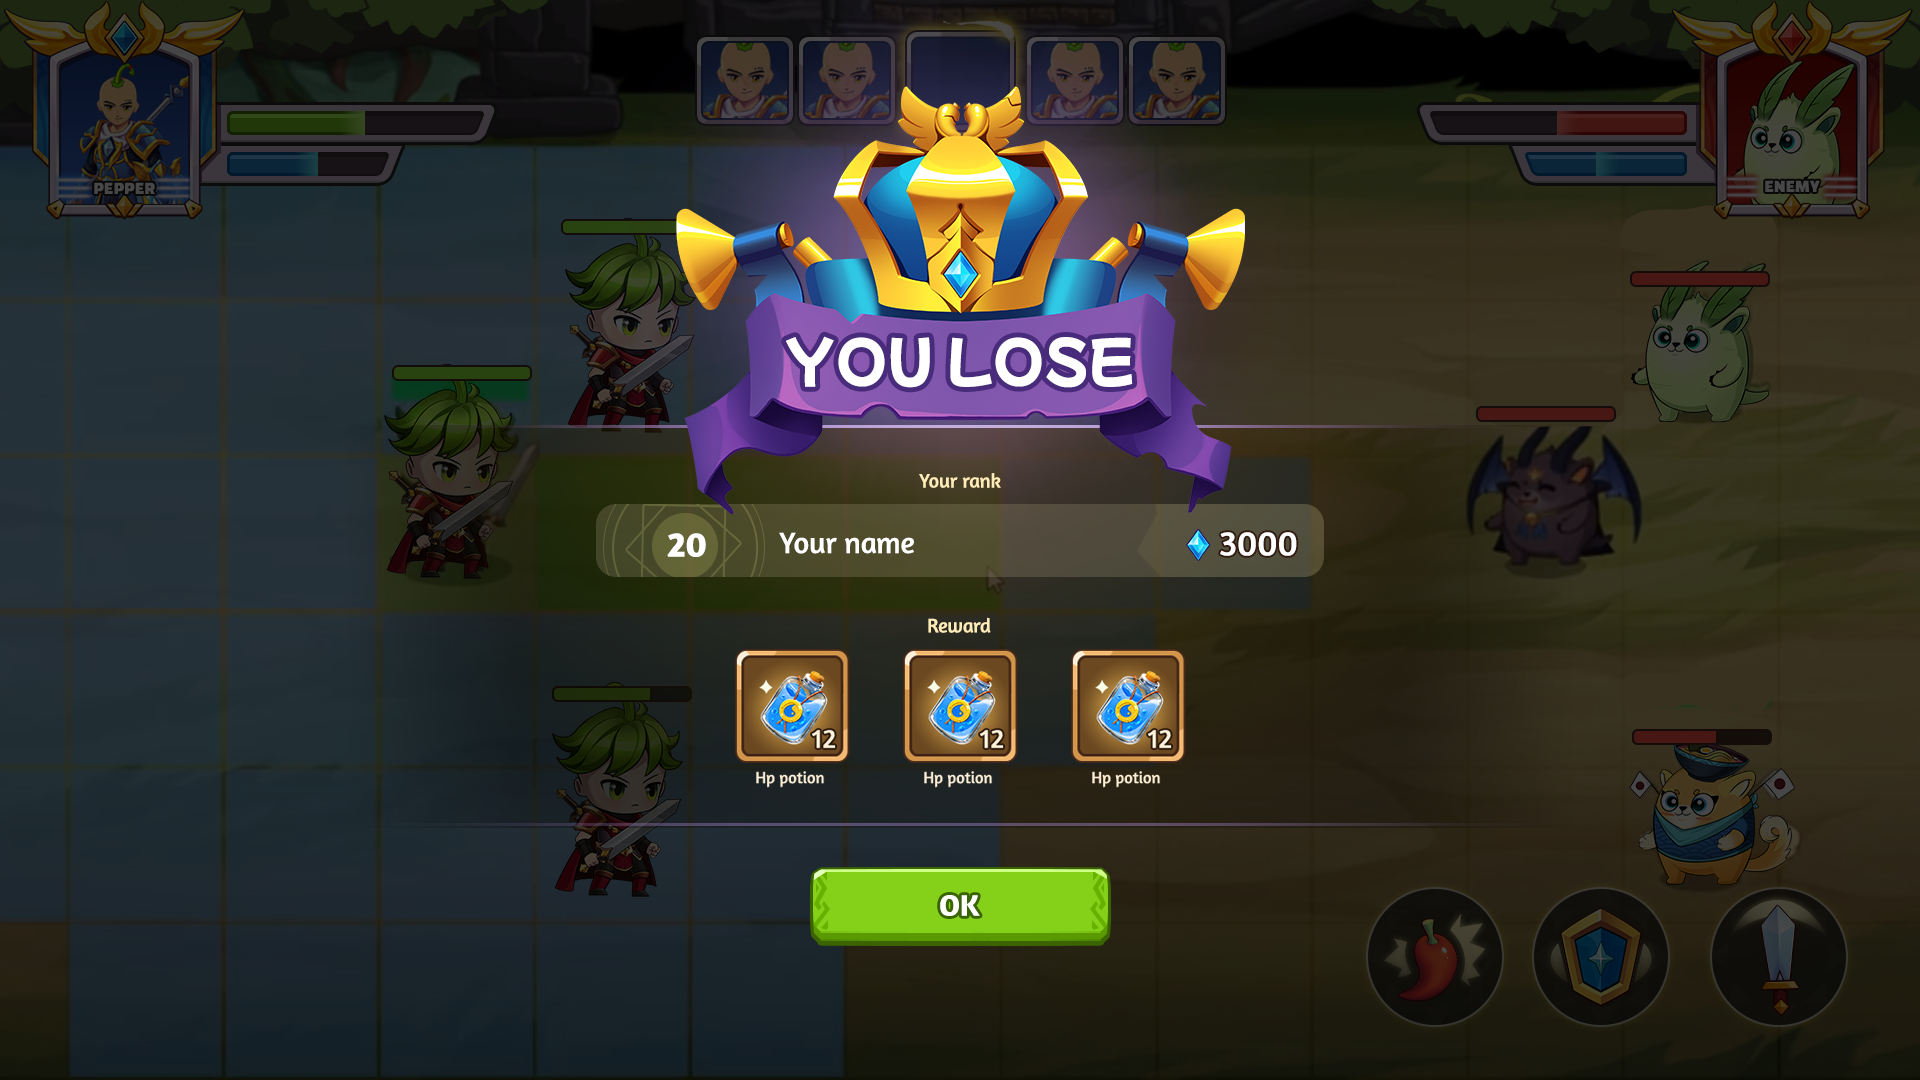 PEPPER
ENEMY
YOU LOSE
Your rank
20 Your name 3000
Reward
12 12 12
Hp potion Hp potion Hp potion
OK